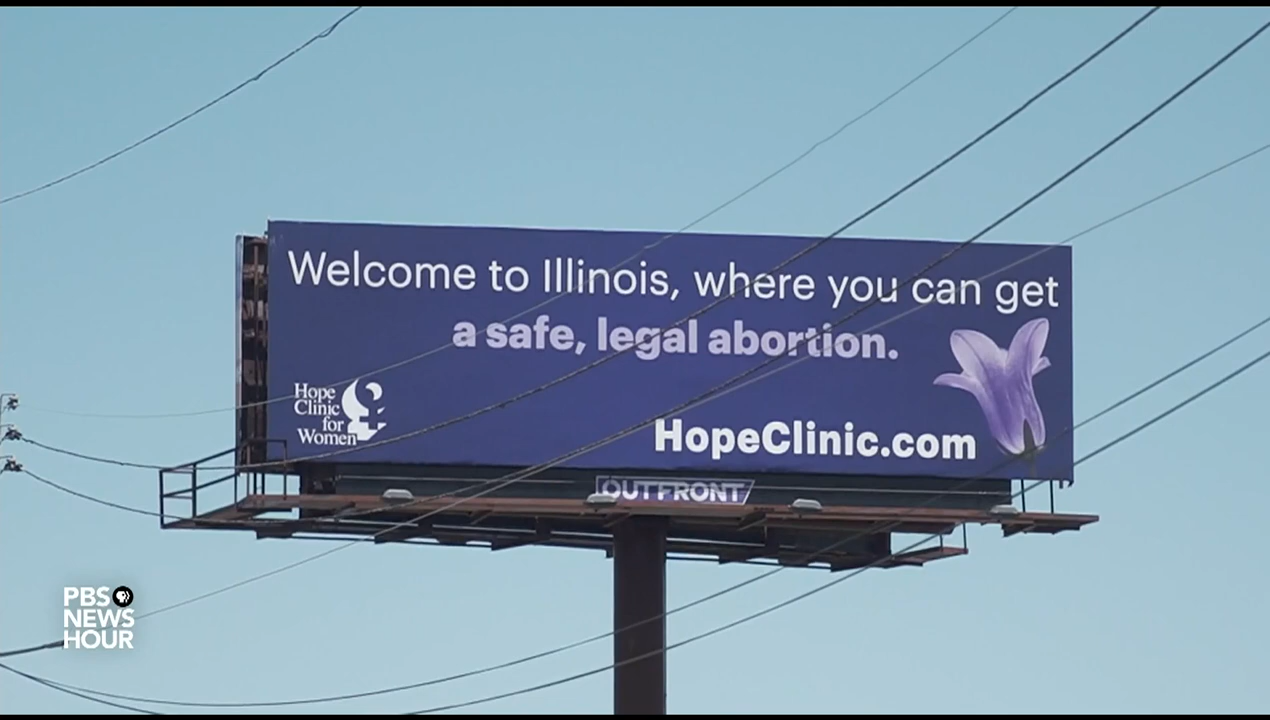 Welcome to Illinois, where you can get
a safe, legal abortion.
Hope
Clinic
for
Women
HopeClinic.com
OUTFRONT
PBS
NEWS
HOUR